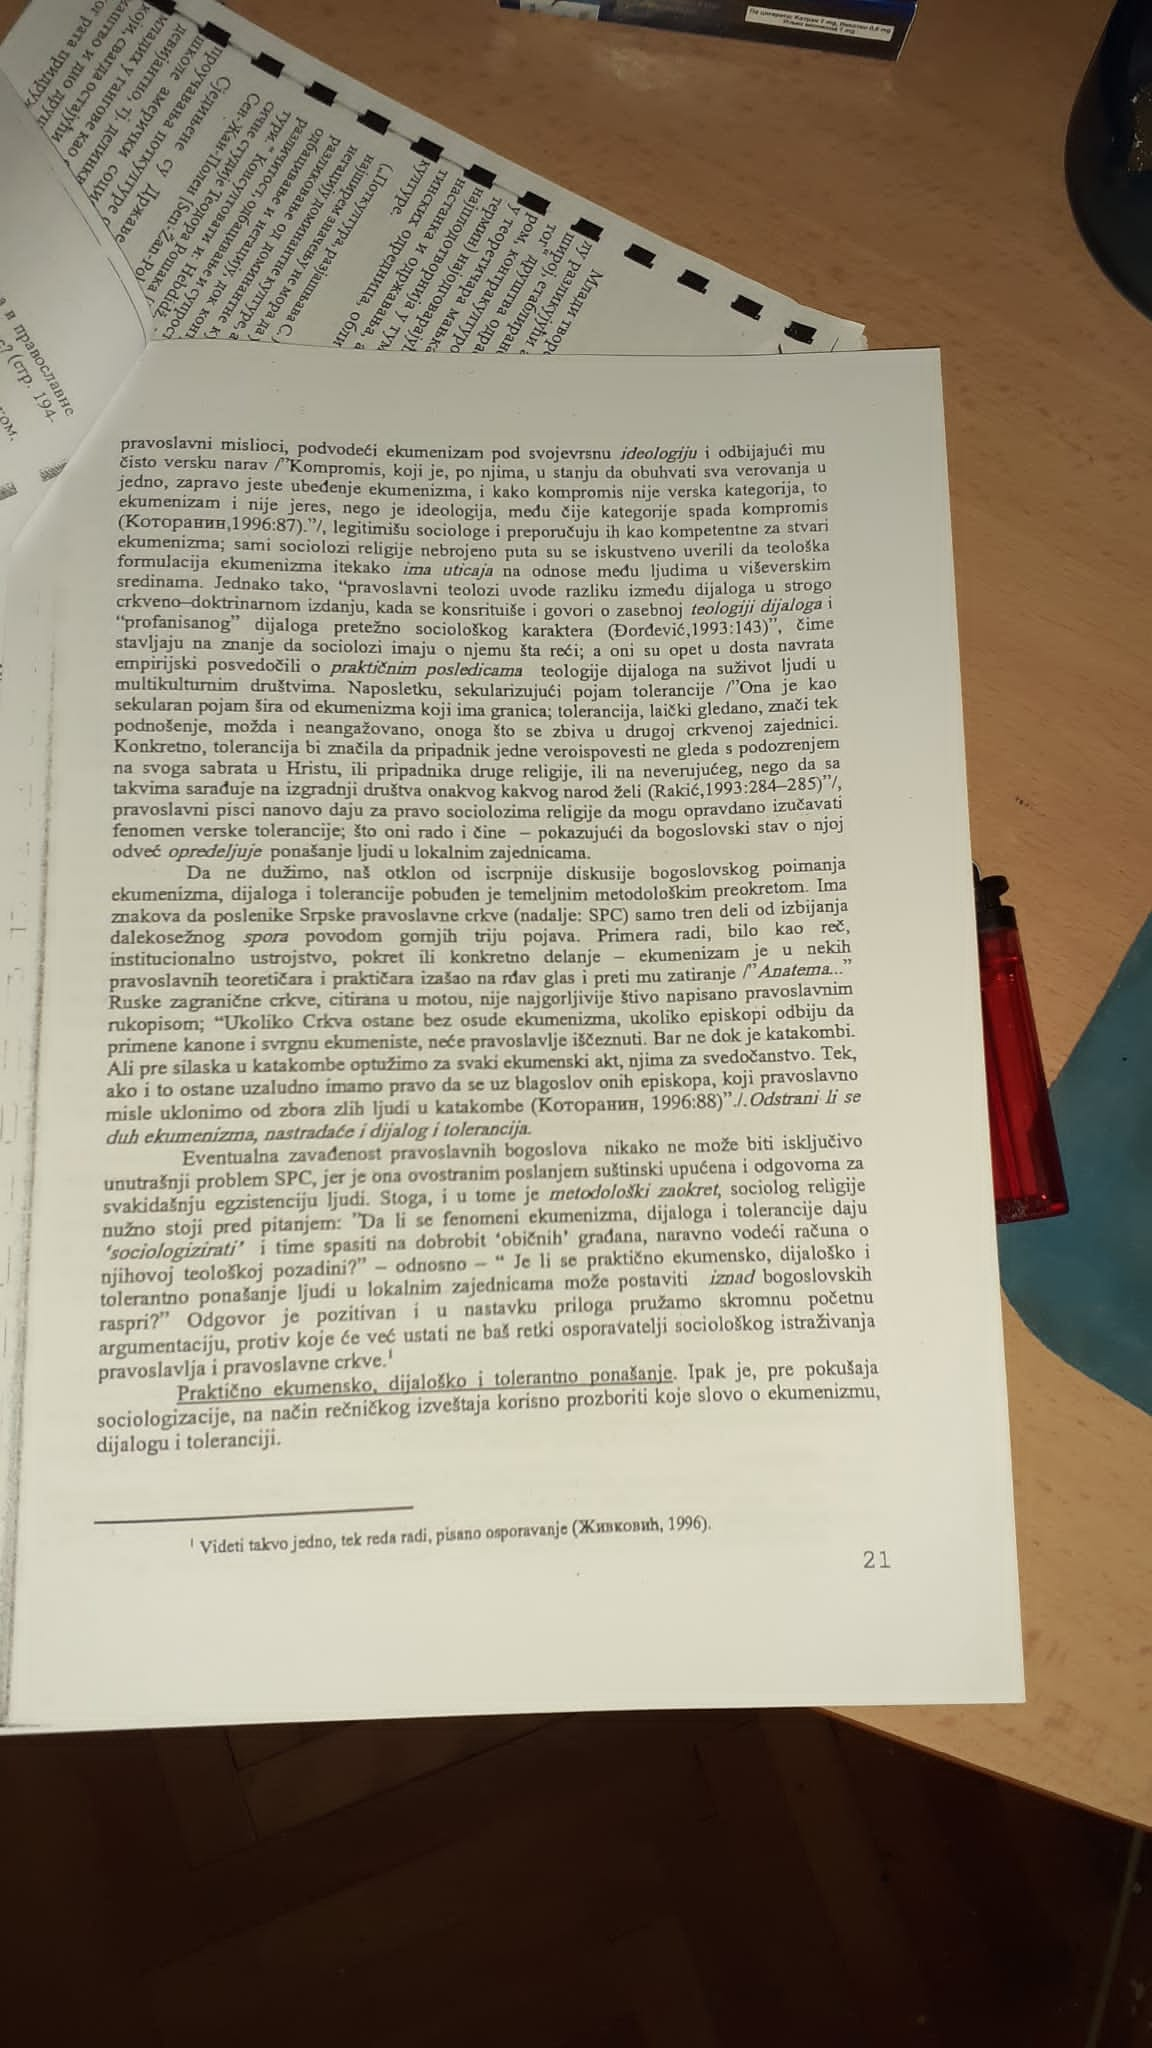 pravoslavni mislioci, podvodeći ekumenizam pod svojevrsnu ideologiju i odbijajući mu
čisto versku narav /"Kompromis, koji je, po njima, u stanju da obuhvati sva verovanja u
jedno, zapravo jeste ubeđenje ekumenizma, i kako kompromis nije verska kategorija, to
ekumenizam i nije jeres, nego je ideologija, među čije kategorije spada kompromis
(Которанин,1996:87)."/, legitimišu sociologe i preporučuju ih kao kompetentne za stvari
ekumenizma; sami sociolozi religije nebrojeno puta su se iskustveno uverili da teološka
formulacija ekumenizma itekako ima uticaja na odnose među ljudima u viševerskim
sredinama. Jednako tako, "pravoslavni teolozi uvode razliku između dijaloga u strogo
crkveno–doktrinarnom izdanju, kada se konsrituiše i govori o zasebnoj teologiji dijaloga i
"profanisanog" dijaloga pretežno sociološkog karaktera (Đorđević,1993:143)", čime
stavljaju na znanje da sociolozi imaju o njemu šta reći; a oni su opet u dosta navrata
empirijski posvedočili o praktičnim posledicama teologije dijaloga na suživot ljudi u
multikulturnim društvima. Naposletku, sekularizujući pojam tolerancije /"Ona je kao
sekularan pojam šira od ekumenizma koji ima granica; tolerancija, laički gledano, znači tek
podnošenje, možda i neangažovano, onoga što se zbiva u drugoj crkvenoj zajednici.
Konkretno, tolerancija bi značila da pripadnik jedne veroispovesti ne gleda s podozrenjem
na svoga sabrata u Hristu, ili pripadnika druge religije, ili na neverujućeg, nego da sa
takvima sarađuje na izgradnji društva onakvog kakvog narod želi (Rakić,1993:284–285)"/,
pravoslavni pisci nanovo daju za pravo sociolozima religije da mogu opravdano izučavati
fenomen verske tolerancije; što oni rado i čine – pokazujući da bogoslovski stav o njoj
odveć opredeljuje ponašanje ljudi u lokalnim zajednicama.
Da ne dužimo, naš otklon od iscrpnije diskusije bogoslovskog poimanja
ekumenizma, dijaloga i tolerancije pobuđen je temeljnim metodološkim preokretom. Ima
znakova da poslenike Srpske pravoslavne crkve (nadalje: SPC) samo tren deli od izbijanja
dalekosežnog spora povodom gornjih triju pojava. Primera radi, bilo kao reč,
institucionalno ustrojstvo, pokret ili konkretno delanje – ekumenizam je u nekih
pravoslavnih teoretičara i praktičara izašao na rđav glas i preti mu zatiranje /"Anatema..."
Ruske zagranične crkve, citirana u motou, nije najgorljivije štivo napisano pravoslavnim
rukopisom; "Ukoliko Crkva ostane bez osude ekumenizma, ukoliko episkopi odbiju da
primene kanone i svrgnu ekumeniste, neće pravoslavlje iščeznuti. Bar ne dok je katakombi.
Ali pre silaska u katakombe optužimo za svaki ekumenski akt, njima za svedočanstvo. Tek,
ako i to ostane uzaludno imamo pravo da se uz blagoslov onih episkopa, koji pravoslavno
misle uklonimo od zbora zlih ljudi u katakombe (Которанин, 1996:88)"./.Odstrani li se
duh ekumenizma, nastradaće i dijalog i tolerancija.
Eventualna zavađenost pravoslavnih bogoslova nikako ne može biti isključivo
unutrašnji problem SPC, jer je ona ovostranim poslanjem suštinski upućena i odgovorna za
svakidašnju egzistenciju ljudi. Stoga, i u tome je metodološki zaokret, sociolog religije
nužno stoji pred pitanjem: "Da li se fenomeni ekumenizma, dijaloga i tolerancije daju
'sociologizirati' i time spasiti na dobrobit 'običnih' građana, naravno vodeći računa o
njihovoj teološkoj pozadini?" – odnosno – " Je li se praktično ekumensko, dijaloško i
tolerantno ponašanje ljudi u lokalnim zajednicama može postaviti iznad bogoslovskih
raspri?" Odgovor je pozitivan i u nastavku priloga pružamo skromnu početnu
argumentaciju, protiv koje će već ustati ne baš retki osporavatelji sociološkog istraživanja
pravoslavlja i pravoslavne crkve.¹
Praktično ekumensko, dijaloško i tolerantno ponašanje. Ipak je, pre pokušaja
sociologizacije, na način rečničkog izveštaja korisno prozboriti koje slovo o ekumenizmu,
dijalogu i toleranciji.
¹ Videti takvo jedno, tek reda radi, pisano osporavanje (Живковић, 1996).
21